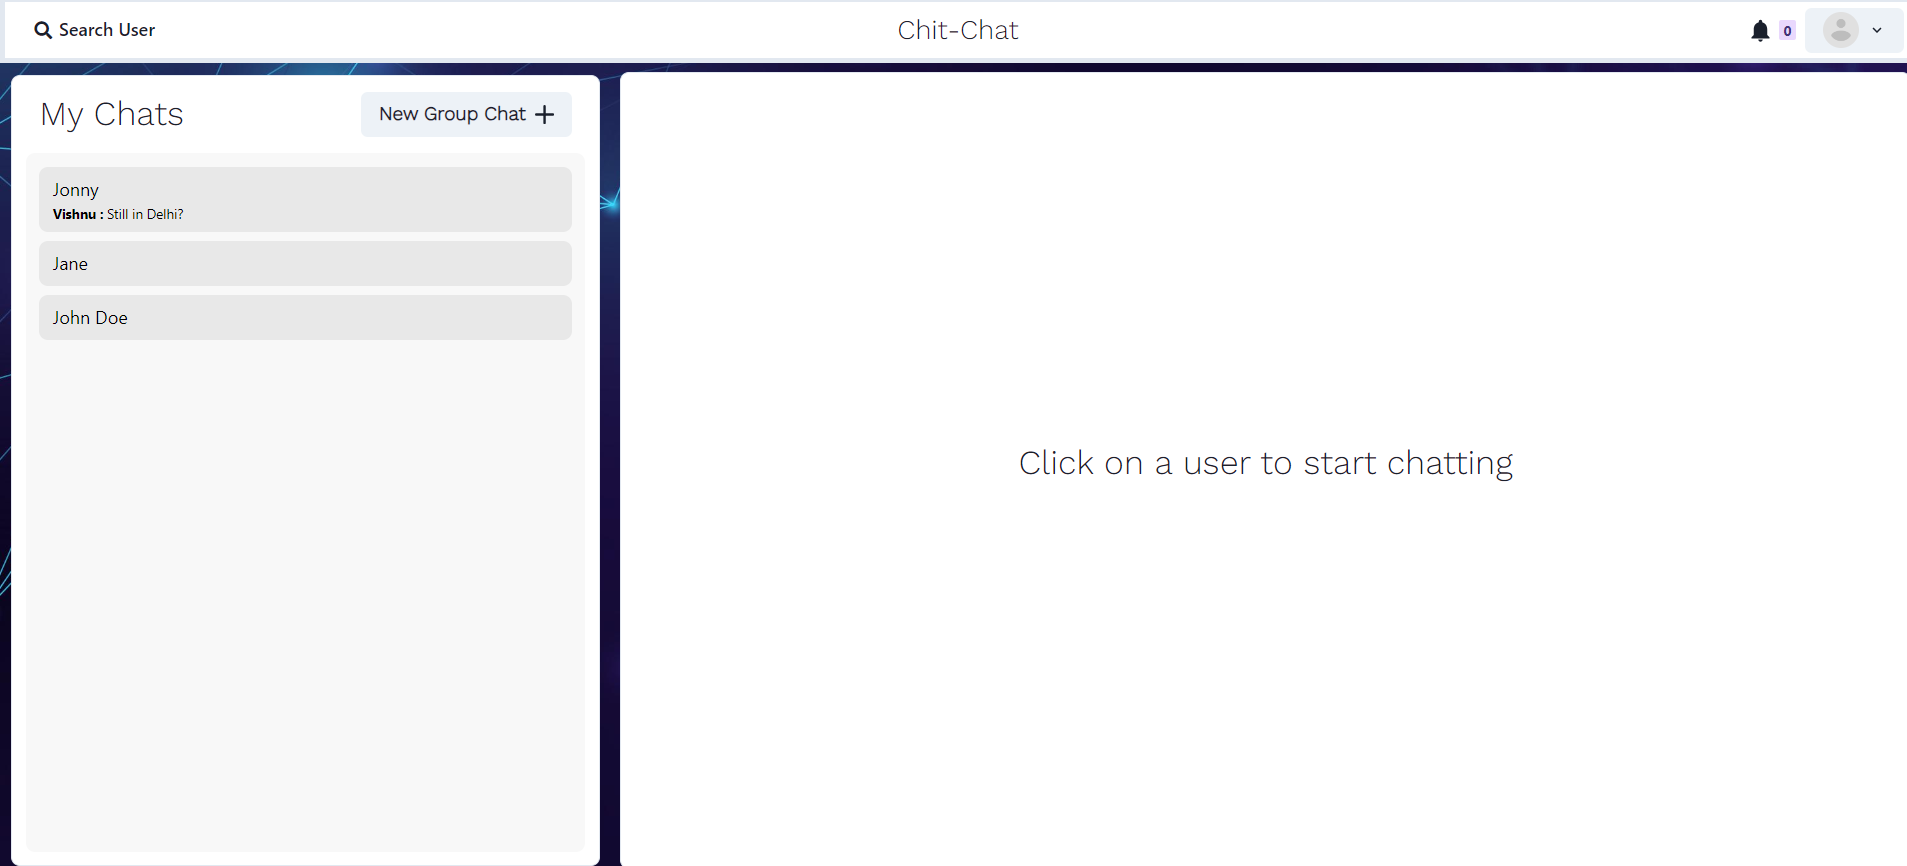 Search User
Chit-Chat
0
My Chats
New Group Chat
Jonny
Vishnu : Still in Delhi?
Jane
John Doe
Click on a user to start chatting